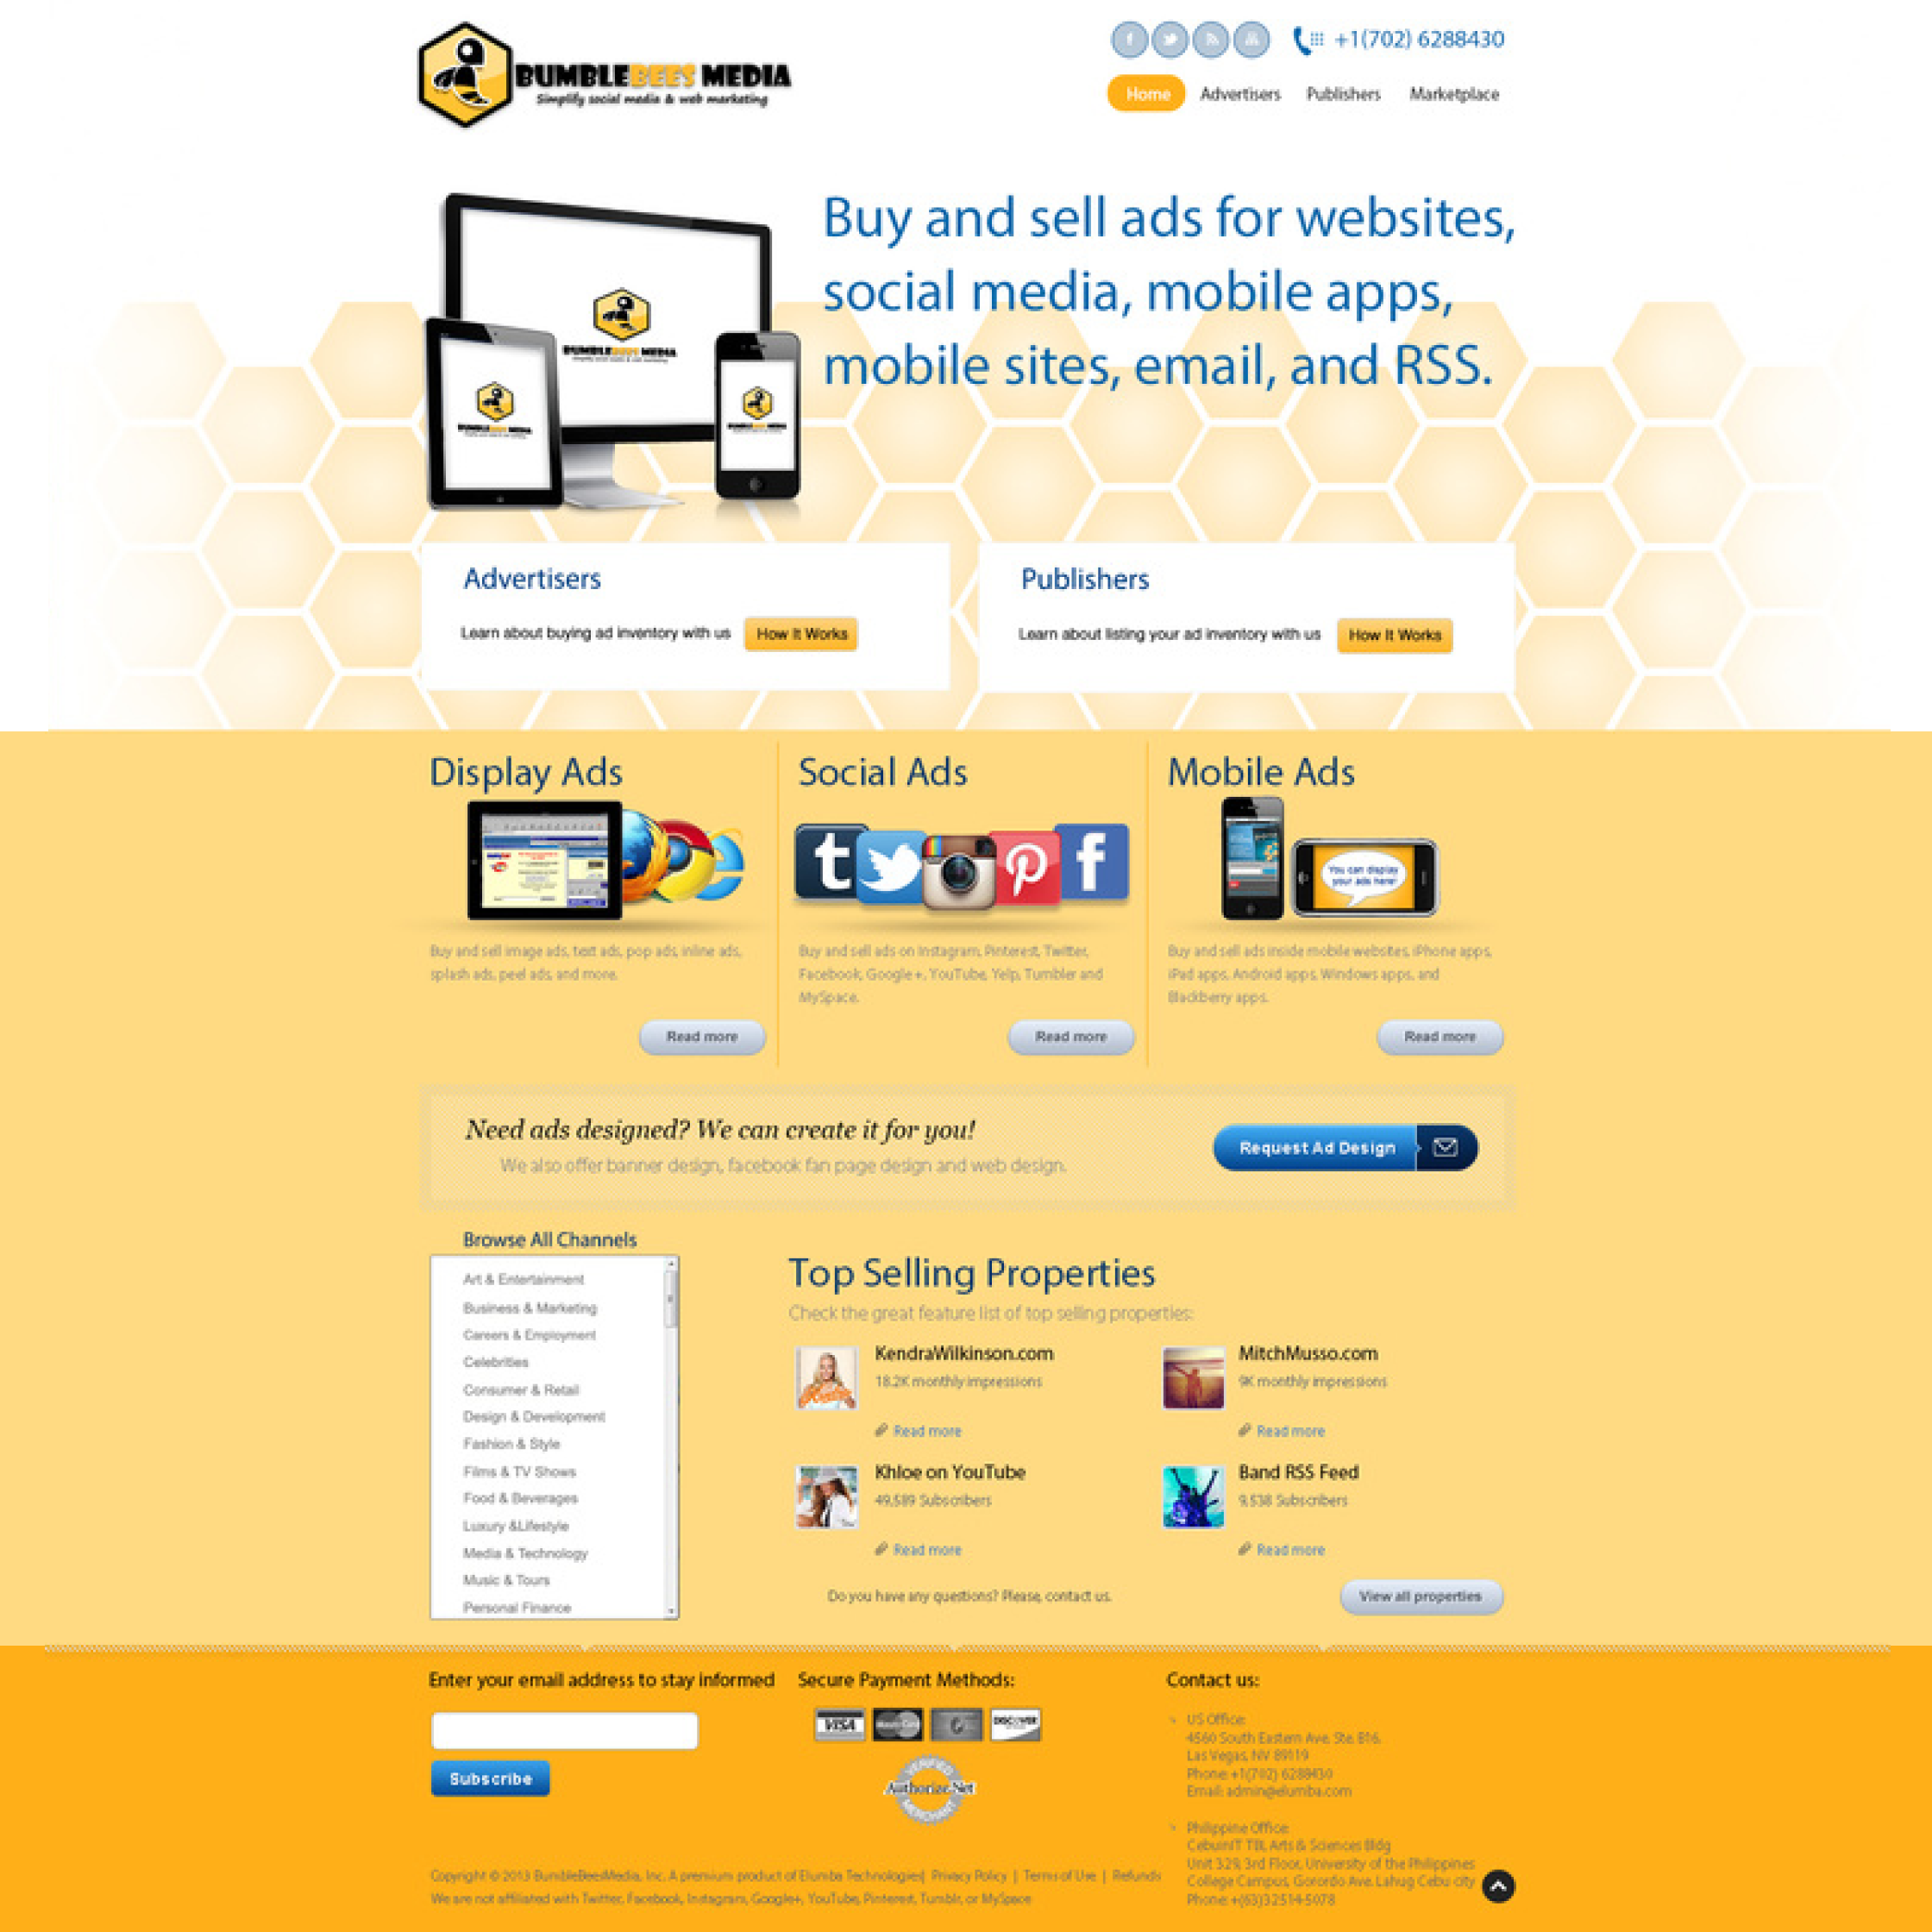 BUMBLEBEES MEDIA
Simplify social media & web marketing
+1(702) 6288430
Home Advertisers Publishers Marketplace
Buy and sell ads for websites,
social media, mobile apps,
mobile sites, email, and RSS.
BUMBLEBEES MEDIA
BUMBLEBEES MEDIA
BUMBLEBEES MEDIA
Advertisers
Learn about buying ad inventory with us How It Works
Publishers
Learn about listing your ad inventory with us How It Works
Display Ads
Buy and sell image ads, text ads, pop ads, inline ads,
splash ads, peel ads, and more.
Read more
Social Ads
Buy and sell ads on Instagram, Pinterest, Twitter,
Facebook, Google +, YouTube, Yelp, Tumbler and
MySpace.
Read more
Mobile Ads
You can display
your ads here!
Buy and sell ads inside mobile websites, iPhone apps,
iPad apps, Android apps, Windows apps, and
Blackberry apps.
Read more
Need ads designed? We can create it for you!
We also offer banner design, facebook fan page design and web design.
Request Ad Design
Browse All Channels
Art & Entertainment
Business & Marketing
Careers & Employment
Celebrities
Consumer & Retail
Design & Development
Fashion & Style
Films & TV Shows
Food & Beverages
Luxury &Lifestyle
Media & Technology
Music & Tours
Personal Finance
Top Selling Properties
Check the great feature list of top selling properties:
KendraWilkinson.com
18.2K monthly impressions
Read more
MitchMusso.com
9K monthly impressions
Read more
Khloe on YouTube
49,589 Subscribers
Read more
Band RSS Feed
9,538 Subscribers
Read more
Do you have any questions? Please, contact us.
View all properties
Enter your email address to stay informed
Subscribe
Secure Payment Methods:
VISA MasterCard DISCOVER
VERIFIED
Authorize.Net
MERCHANT
Contact us:
US Office:
4560 South Eastern Ave. Ste. B16,
Las Vegas, NV 89119
Phone: +1(702) 6288430
Email: admin@elumba.com
Philippine Office:
CebuinIT TBI, Arts & Sciences Bldg
Unit 329, 3rd Floor, University of the Philippines
College Campus, Gorordo Ave. Lahug Cebu city
Phone: +(63)32514-5078
Copyright © 2013 BumbleBeesMedia, Inc. A premium product of Elumba Technologies| Privacy Policy | Terms of Use | Refunds
We are not affiliated with Twitter, Facebook, Instagram, Google+, YouTube, Pinterest, Tumblr, or MySpace